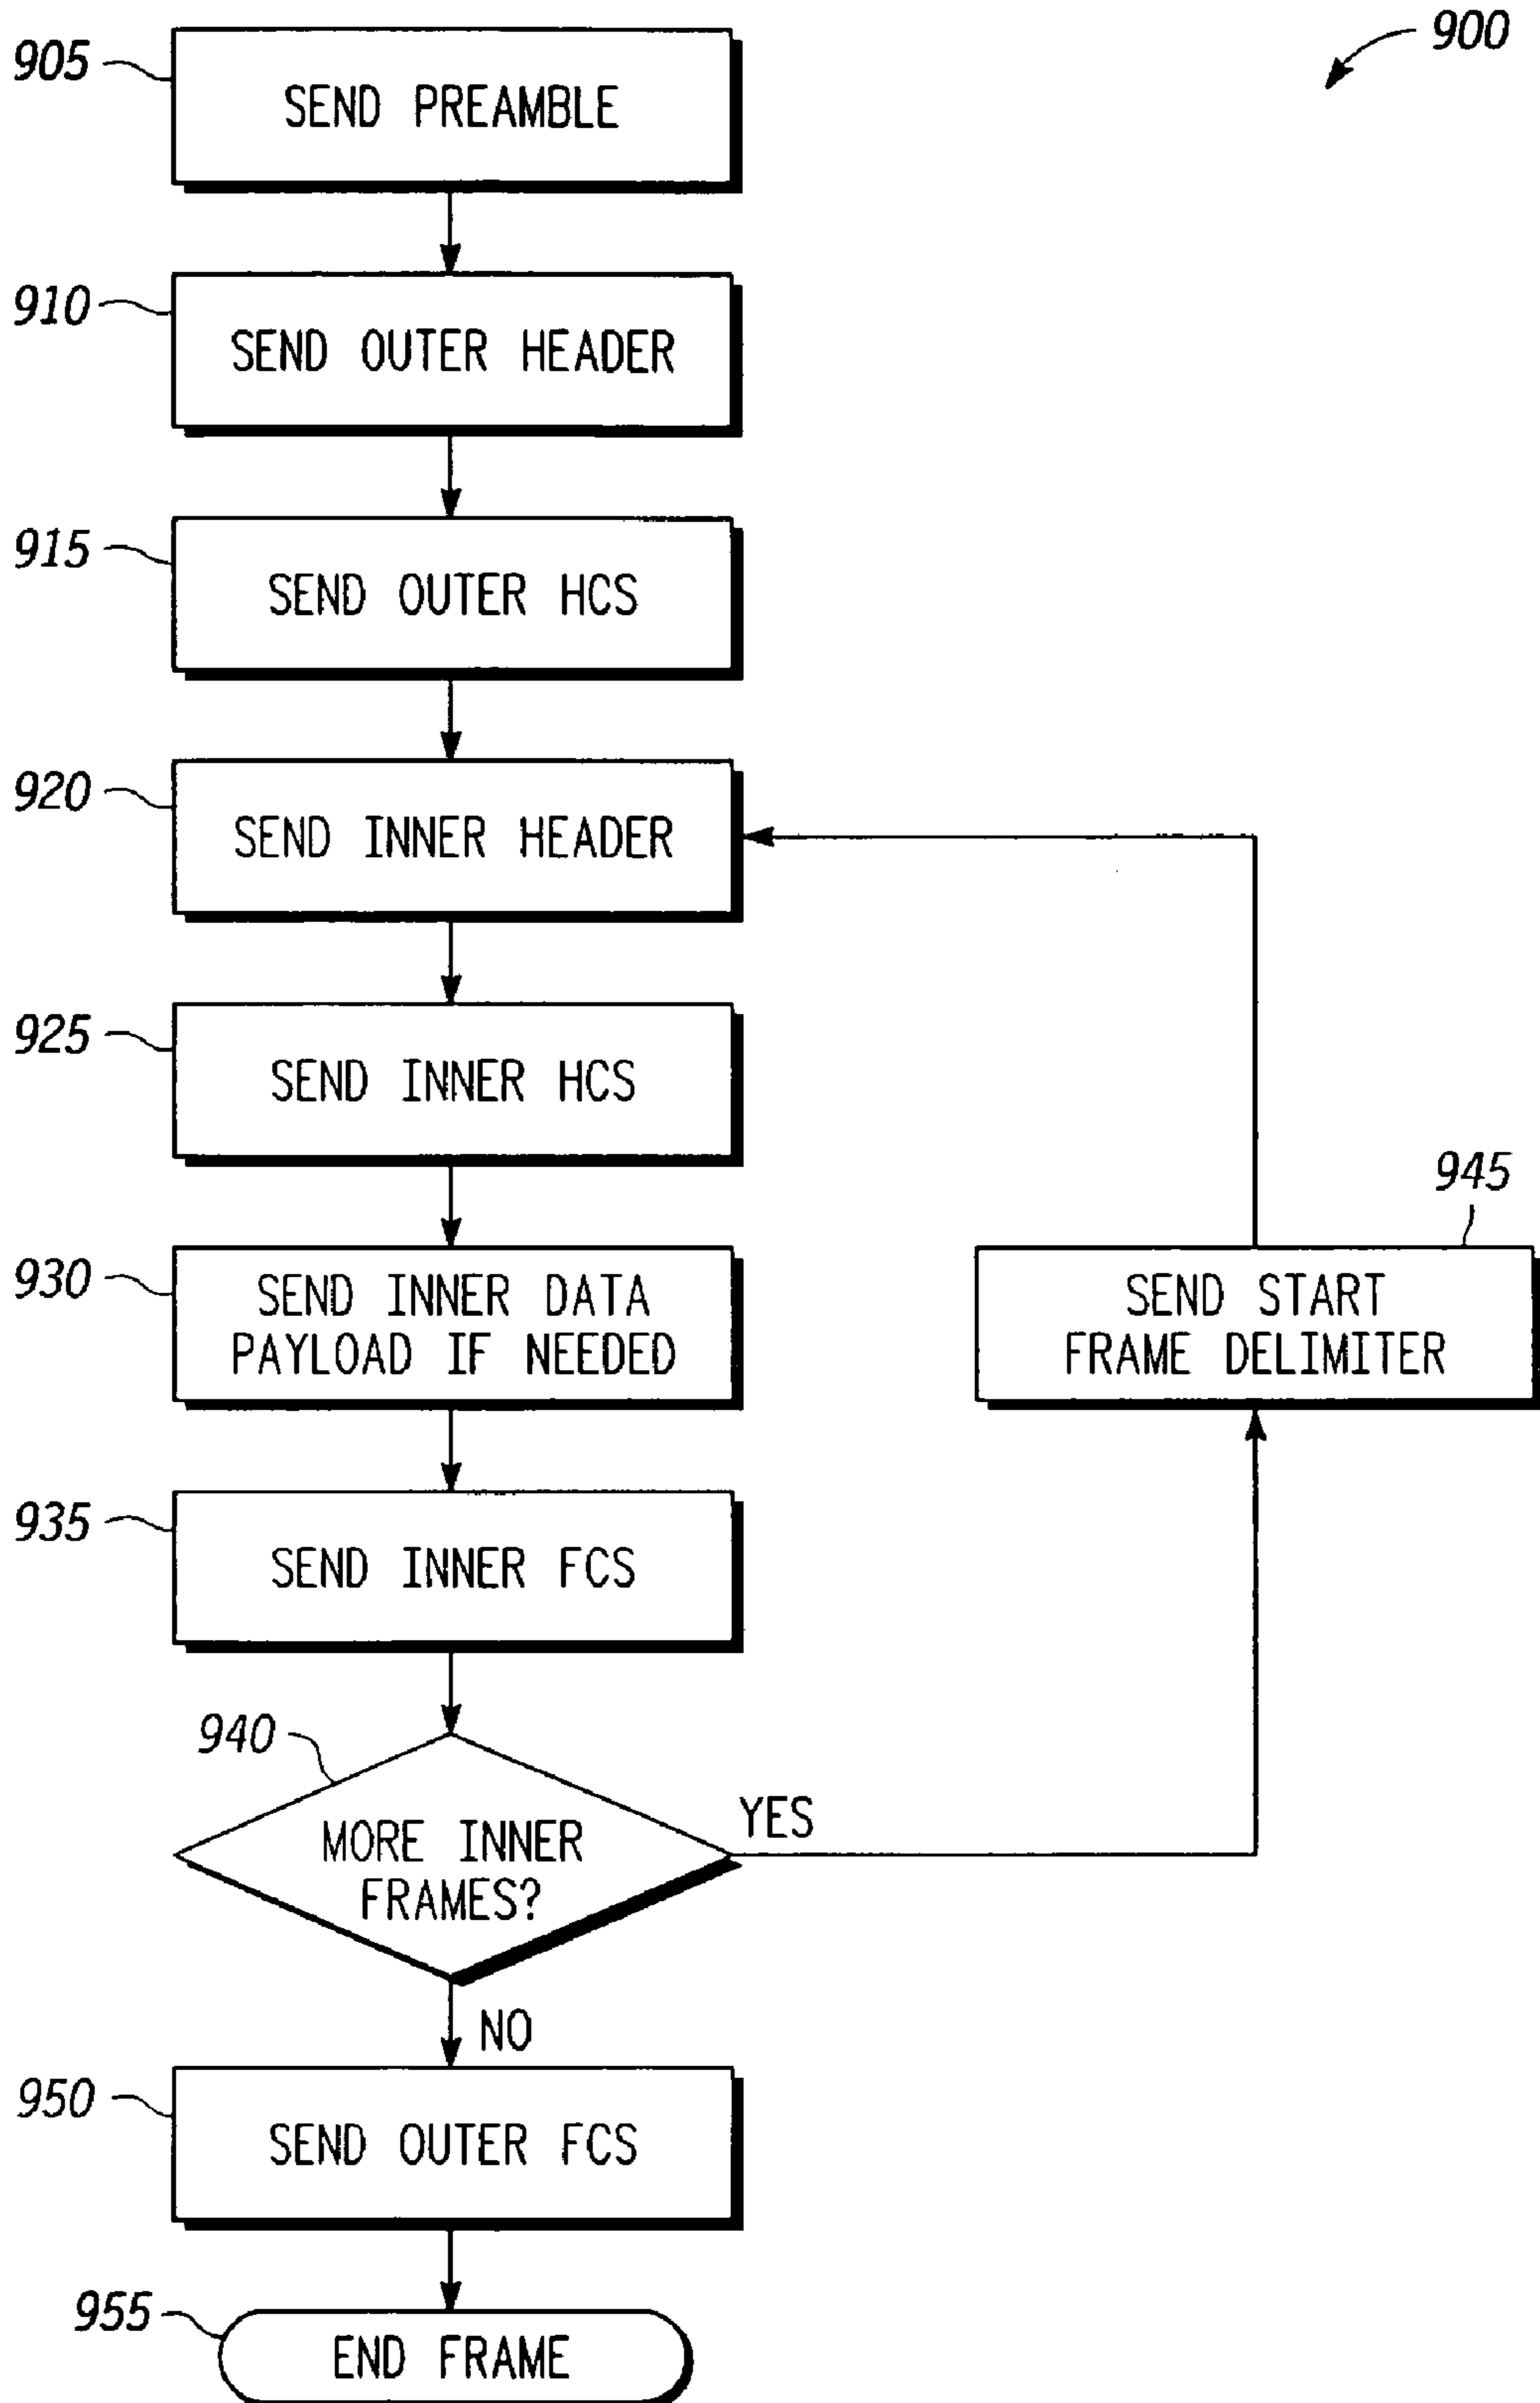 900
905
SEND PREAMBLE
910
SEND OUTER HEADER
915
SEND OUTER HCS
920
SEND INNER HEADER
925
SEND INNER HCS
930
SEND INNER DATA
PAYLOAD IF NEEDED
945
SEND START
FRAME DELIMITER
935
SEND INNER FCS
940
MORE INNER
FRAMES?
YES
NO
950
SEND OUTER FCS
955
END FRAME